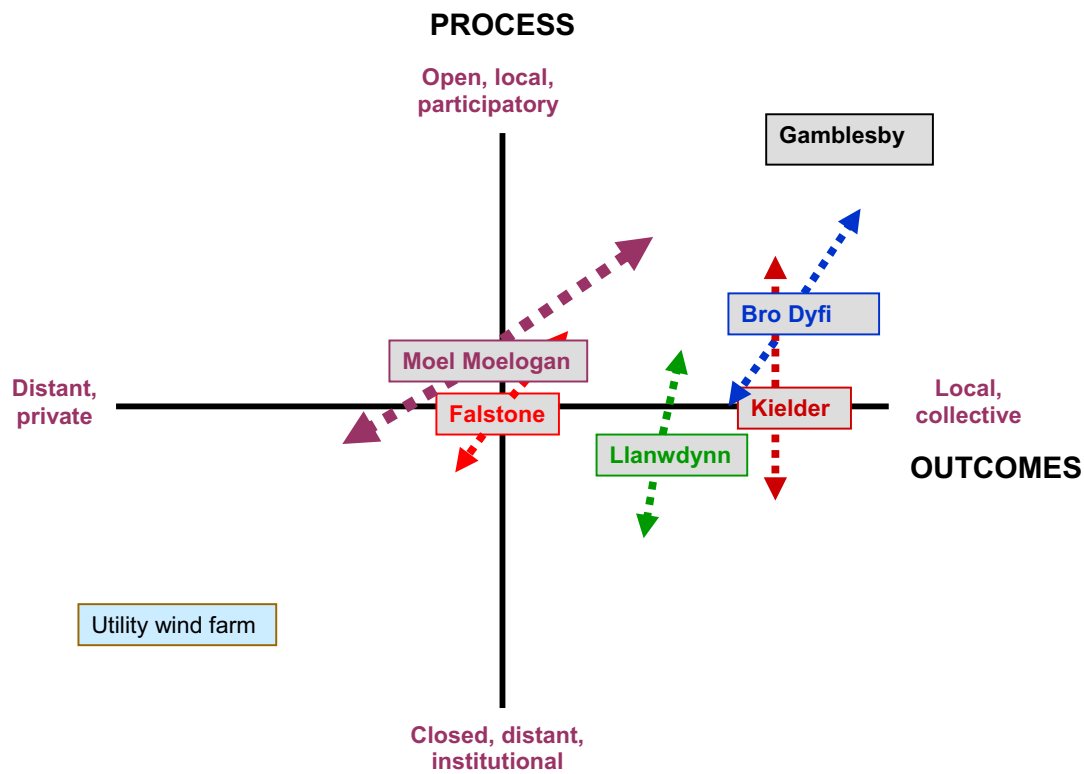 PROCESS
Open, local,
participatory
Gamblesby
Bro Dyfi
Moel Moelogan
Distant,
private
Falstone
Kielder
Local,
collective
Llanwdynn
OUTCOMES
Utility wind farm
Closed, distant,
institutional